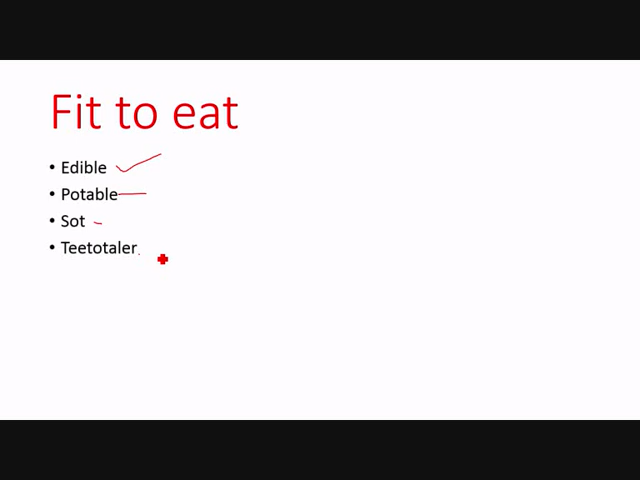 Fit to eat
• Edible
• Potable
• Sot
• Teetotaler